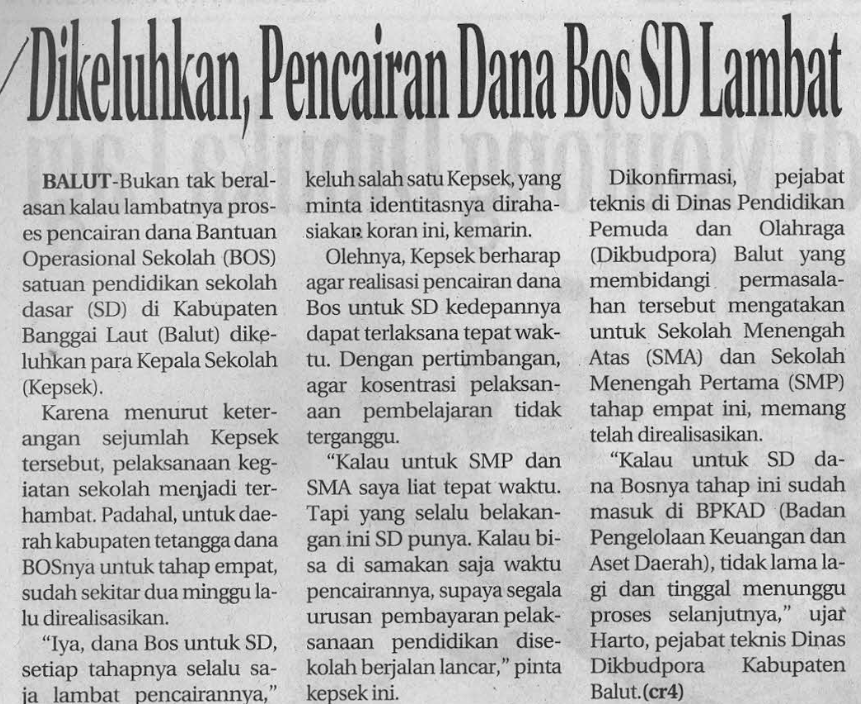 Dikeluhkan, Pencairan Dana Bos SD Lambat
BALUT-Bukan tak beral-
asan kalau lambatnya pros-
es pencairan dana Bantuan
Operasional Sekolah (BOS)
satuan pendidikan sekolah
dasar (SD) di Kabupaten
Banggai Laut (Balut) dike-
luhkan para Kepala Sekolah
(Kepsek).
Karena menurut keter-
angan sejumlah Kepsek
tersebut, pelaksanaan keg-
iatan sekolah menjadi ter-
hambat. Padahal, untuk dae-
rah kabupaten tetangga dana
BOSnya untuk tahap empat,
sudah sekitar dua minggu la-
lu direalisasikan.
"Iya, dana Bos untuk SD,
setiap tahapnya selalu sa-
ja lambat pencairannya,"
keluh salah satu Kepsek, yang
minta identitasnya diraha-
siakan koran ini, kemarin.
Olehnya, Kepsek berharap
agar realisasi pencairan dana
Bos untuk SD kedepannya
dapat terlaksana tepat wak-
tu. Dengan pertimbangan,
agar kosentrasi pelaksan-
aan pembelajaran tidak
terganggu.
"Kalau untuk SMP dan
SMA saya liat tepat waktu.
Tapi yang selalu belakan-
gan ini SD punya. Kalau bi-
sa di samakan saja waktu
pencairannya, supaya segala
urusan pembayaran pelak-
sanaan pendidikan dise-
kolah berjalan lancar," pinta
kepsek ini.
Dikonfirmasi, pejabat
teknis di Dinas Pendidikan
Pemuda dan Olahraga
(Dikbudpora) Balut yang
membidangi permasala-
han tersebut mengatakan
untuk Sekolah Menengah
Atas (SMA) dan Sekolah
Menengah Pertama (SMP)
tahap empat ini, memang
telah direalisasikan.
"Kalau untuk SD da-
na Bosnya tahap ini sudah
masuk di BPKAD (Badan
Pengelolaan Keuangan dan
Aset Daerah), tidak lama la-
gi dan tinggal menunggu
proses selanjutnya," ujar
Harto, pejabat teknis Dinas
Dikbudpora Kabupaten
Balut.(cr4)